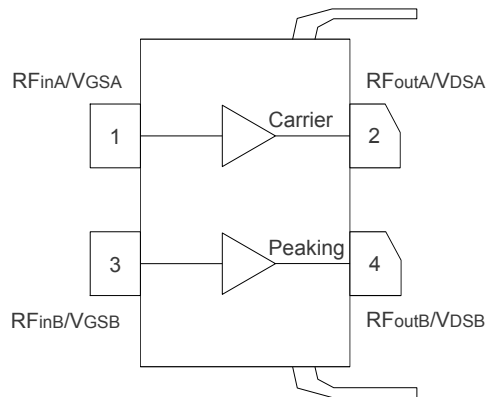 RFinA/VGSA
RFoutA/VDSA
Carrier
1
2
Peaking
3
4
RFinB/VGSB
RFoutB/VDSB